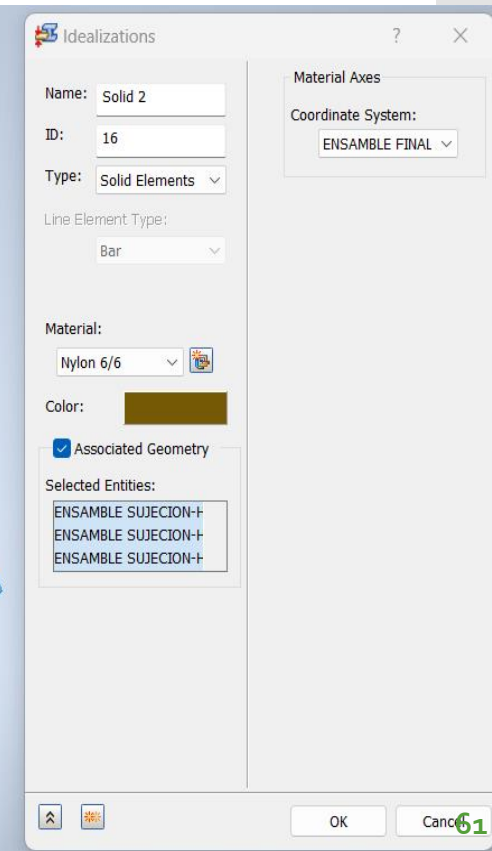 Idealizations ? ✕
Name: Solid 2
ID: 16
Type: Solid Elements
Line Element Type:
Bar
Material:
Nylon 6/6
Color:
Associated Geometry
Selected Entities:
ENSAMBLE SUJECION-H
ENSAMBLE SUJECION-H
ENSAMBLE SUJECION-H
Material Axes
Coordinate System:
ENSAMBLE FINAL
OK
Cancel
61